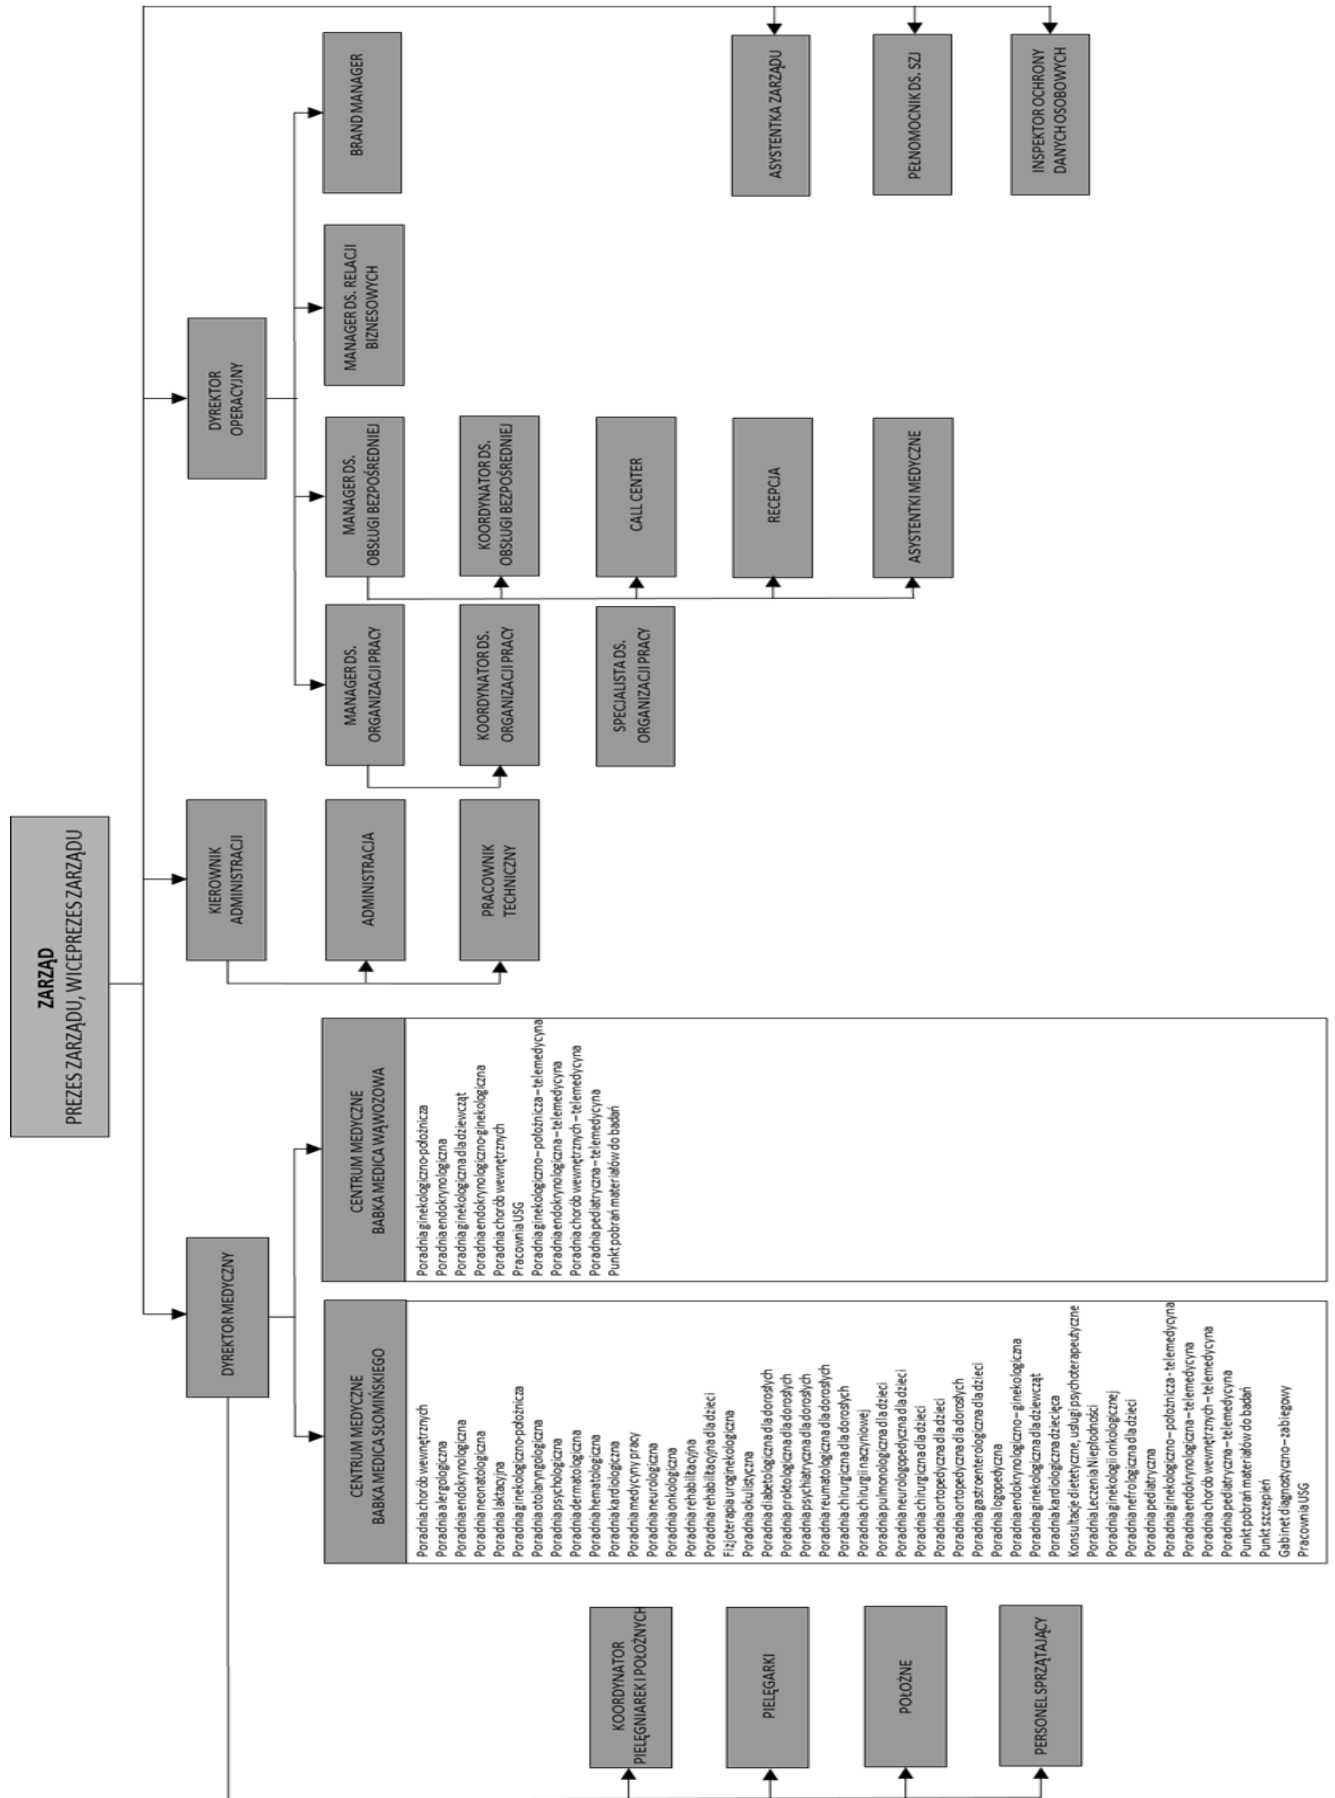 ZARZĄD
PREZES ZARZĄDU, WICEPREZES ZARZĄDU
DYREKTOR MEDYCZNY
KIEROWNIK
ADMINISTRACJI
DYREKTOR
OPERACYJNY
KOORDYNATOR
PIELĘGNIAREK I POŁOŻNYCH
PIELĘGARKI
POŁOŻNE
PERSONEL SPRZĄTAJĄCY
CENTRUM MEDYCZNE
BABKA MEDICA SŁOMIŃSKIEGO
Poradnia chorób wewnętrznych
Poradnia alergologiczna
Poradnia endokrynologiczna
Poradnia neonatologiczna
Poradnia laktacyjna
Poradnia ginekologiczno-położnicza
Poradnia otolaryngologiczna
Poradnia psychologiczna
Poradnia dermatologiczna
Poradnia hematologiczna
Poradnia kardiologiczna
Poradnia medycyny pracy
Poradnia neurologiczna
Poradnia onkologiczna
Poradnia rehabilitacyjna
Poradnia rehabilitacyjna dla dzieci
Fizjoterapia uroginekologiczna
Poradnia okulistyczna
Poradnia diabetologiczna dla dorosłych
Poradnia proktologiczna dla dorosłych
Poradnia psychiatryczna dla dorosłych
Poradnia reumatologiczna dla dorosłych
Poradnia chirurgiczna dla dorosłych
Poradnia chirurgii naczyniowej
Poradnia pulmonologiczna dla dzieci
Poradnia neurologopedyczna dla dzieci
Poradnia chirurgiczna dla dzieci
Poradnia ortopedyczna dla dzieci
Poradnia ortopedyczna dla dorosłych
Poradnia gastroenterologiczna dla dzieci
Poradnia logopedyczna
Poradnia endokrynologiczno – ginekologiczna
Poradnia ginekologiczna dla dziewcząt
Poradnia kardiologiczna dziecięca
Konsultacje dietetyczne, usługi psychoterapeutyczne
Poradnia Leczenia Niepłodności
Poradnia ginekologii onkologicznej
Poradnia nefrologiczna dla dzieci
Poradnia pediatryczna
Poradnia ginekologiczno – położnicza - telemedycyna
Poradnia endokrynologiczna – telemedycyna
Poradnia chorób wewnętrznych – telemedycyna
Poradnia pediatryczna – telemedycyna
Punkt pobrań materiałów do badań
Punkt szczepień
Gabinet diagnostyczno – zabiegowy
Pracownia USG
CENTRUM MEDYCZNE
BABKA MEDICA WĄWOZOWA
Poradnia ginekologiczno-położnicza
Poradnia endokrynologiczna
Poradnia ginekologiczna dla dziewcząt
Poradnia endokrynologiczno-ginekologiczna
Poradnia chorób wewnętrznych
Pracownia USG
Poradnia ginekologiczno – położnicza – telemedycyna
Poradnia endokrynologiczna – telemedycyna
Poradnia chorób wewnętrznych – telemedycyna
Poradnia pediatryczna – telemedycyna
Punkt pobrań materiałów do badań
ADMINISTRACJA
PRACOWNIK
TECHNICZNY
MANAGER DS.
ORGANIZACJI PRACY
KOORDYNATOR DS.
ORGANIZACJI PRACY
SPECJALISTA DS.
ORGANIZACJI PRACY
MANAGER DS.
OBSŁUGI BEZPOŚREDNIEJ
KOORDYNATOR DS.
OBSŁUGI BEZPOŚREDNIEJ
CALL CENTER
RECEPCJA
ASYSTENTKI MEDYCZNE
MANAGER DS. RELACJI
BIZNESOWYCH
BRAND MANAGER
ASYSTENTKA ZARZĄDU
PEŁNOMOCNIK DS. SZJ
INSPEKTOR OCHRONY
DANYCH OSOBOWYCH